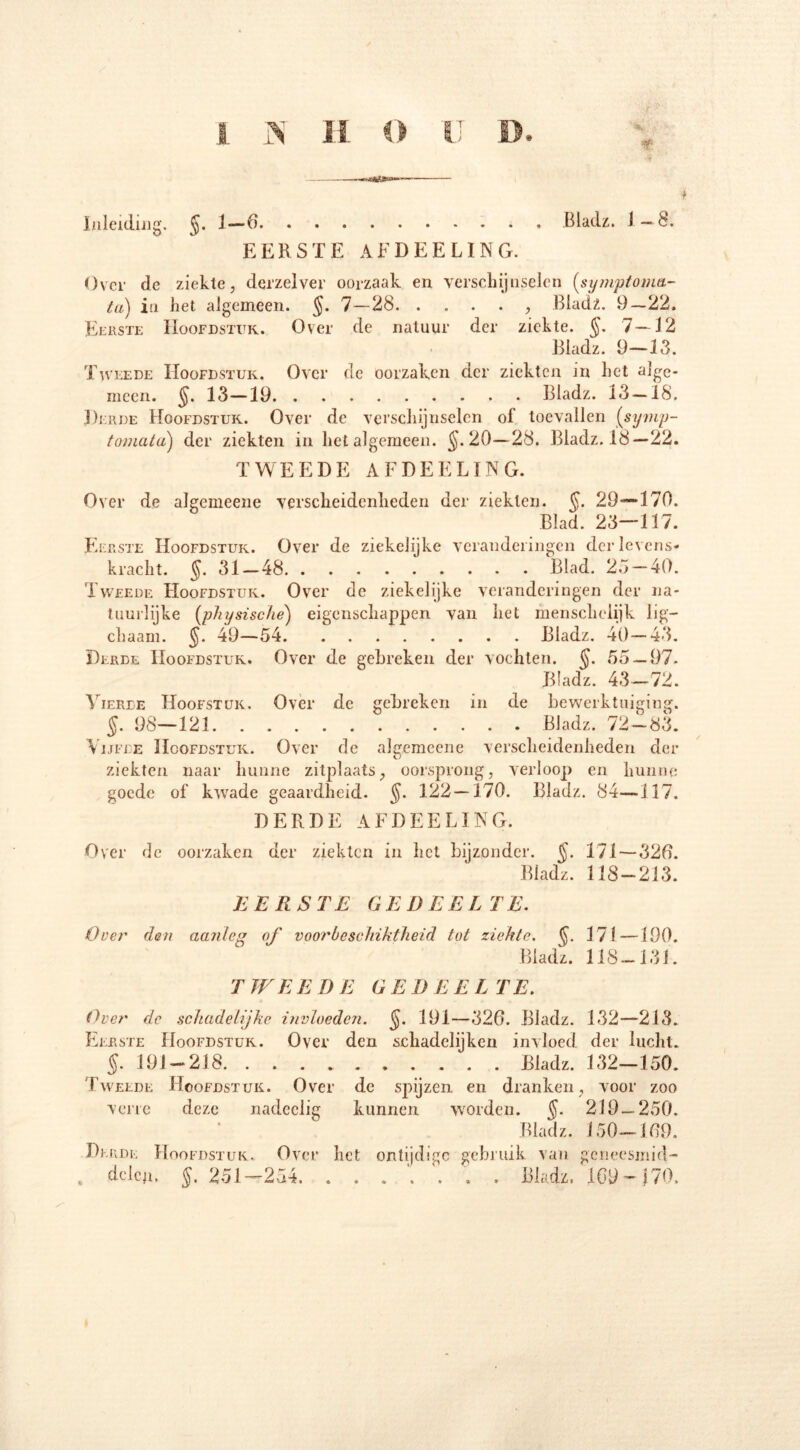 INHOUD.
Inleiding. §. 1—6. . . . . . . . . . . . Bladz. 1—8.
EERSTE AFDEELING.
Over de ziekte, derzelver oorzaak en verschijnselen (symptoma-
ta) in het algemeen. §. 7—28. . . . . , Bladz. 9—22.
Eerste Hoofdstuk. Over de natuur der ziekte. §. 7—12
Bladz. 9—13.
Tweede Hoofdstuk. Over de oorzaken der ziekten in het alge-
meen. §. 13—19. . . . . . . . . . Bladz. 13—18.
Derde Hoofdstuk. Over de verschijnselen of toevallen (symp-
tomata) der ziekten in het algemeen. §. 20—28. Bladz. 18—22.
TWEEDE AFDEELING.
Over de algemeene verscheidenheden der ziekten. §. 29—170.
Blad. 23—117.
Eerste Hoofdstuk. Over de ziekelijke veranderingen der levens-
kracht. §. 31—48. . . . . . . . . . Blad. 25—40.
Tweede Hoofdstuk. Over de ziekelijke veranderingen der na-
tuurlijke (physische) eigenschappen van het menschelijk lig-
chaam. §. 49—54. . . . . . . . . Bladz. 40—43.
Derde Hoofdstuk. Over de gebreken der vochten. §. 55—97.
Bladz. 43—72.
Vierde Hoofstuk. Over de gebreken in de bewerktuiging.
§. 98—121. . . . . . . . . . . . Bladz. 72—83.
Vijfde Hoofdstuk. Over de algemeene verscheidenheden der
ziekten naar hunne zitplaats, oorsprong, verloop en hunne
goede of kwade geaardheid. §. 122—170. Bladz. 84—117.
DERDE AFDEELING.
Over de oorzaken der ziekten in het bijzonder. §. 171—326.
Bladz. 118—213.
EERSTE GEDEELTE.
Over den aanleg of voorbeschiktheid tot ziekte. §. 171—190.
Bladz. 118—131.
TWEEDE GEDEELTE.
Over de schadelijke invloeden. §. 191—326. Bladz. 132—213.
Eerste Hoofdstuk. Over den schadelijken invloed der lucht.
§. 191—218. . . . . . . . . . . Bladz. 132—150.
Tweede Hoofdstuk. Over de spijzen en dranken, voor zoo
verre deze nadeelig kunnen worden. §. 219—250.
Bladz. 150—169.
Derde Hoofdstuk. Over het ontijdige gebruik van geneesmid-
delen. §. 251—254. . . . . . . . . Bladz. 169—170.